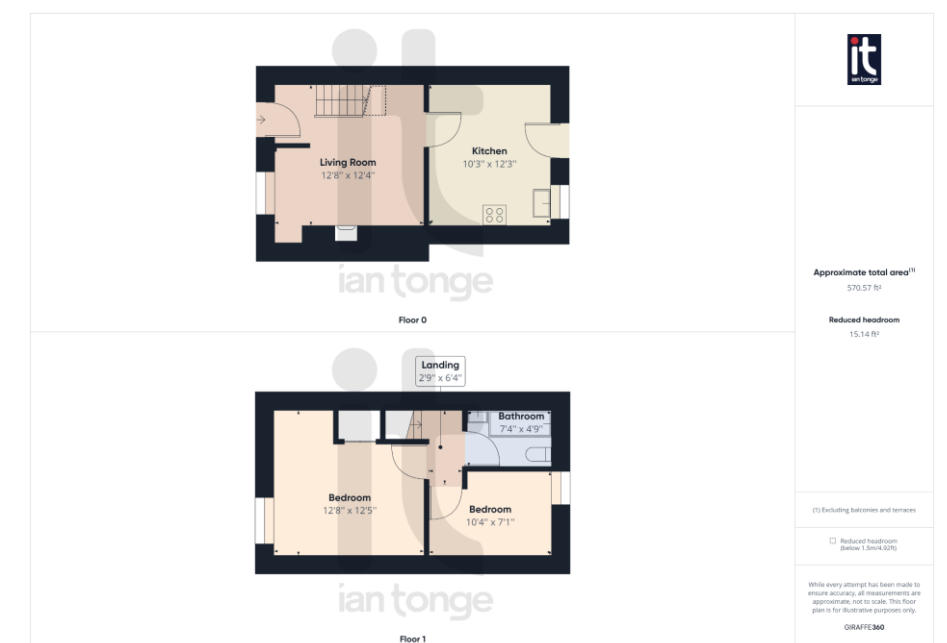 Living Room
12'8" x 12'4"
Kitchen
10'3" x 12'3"
ian tonge
Floor 0
Landing
2'9" x 6'4"
Bathroom
7'4" x 4'9"
Bedroom
12'8" x 12'5"
Bedroom
10'4" x 7'1"
ian tonge
Floor 1
it
ian tonge
Approximate total area(1)
570.57 ft²
Reduced headroom
15.14 ft²
(1) Excluding balconies and terraces
Reduced headroom
(below 1.5m/4.92ft)
While every attempt has been made to
ensure accuracy, all measurements are
approximate, not to scale. This floor
plan is for illustrative purposes only.
GIRAFFE360